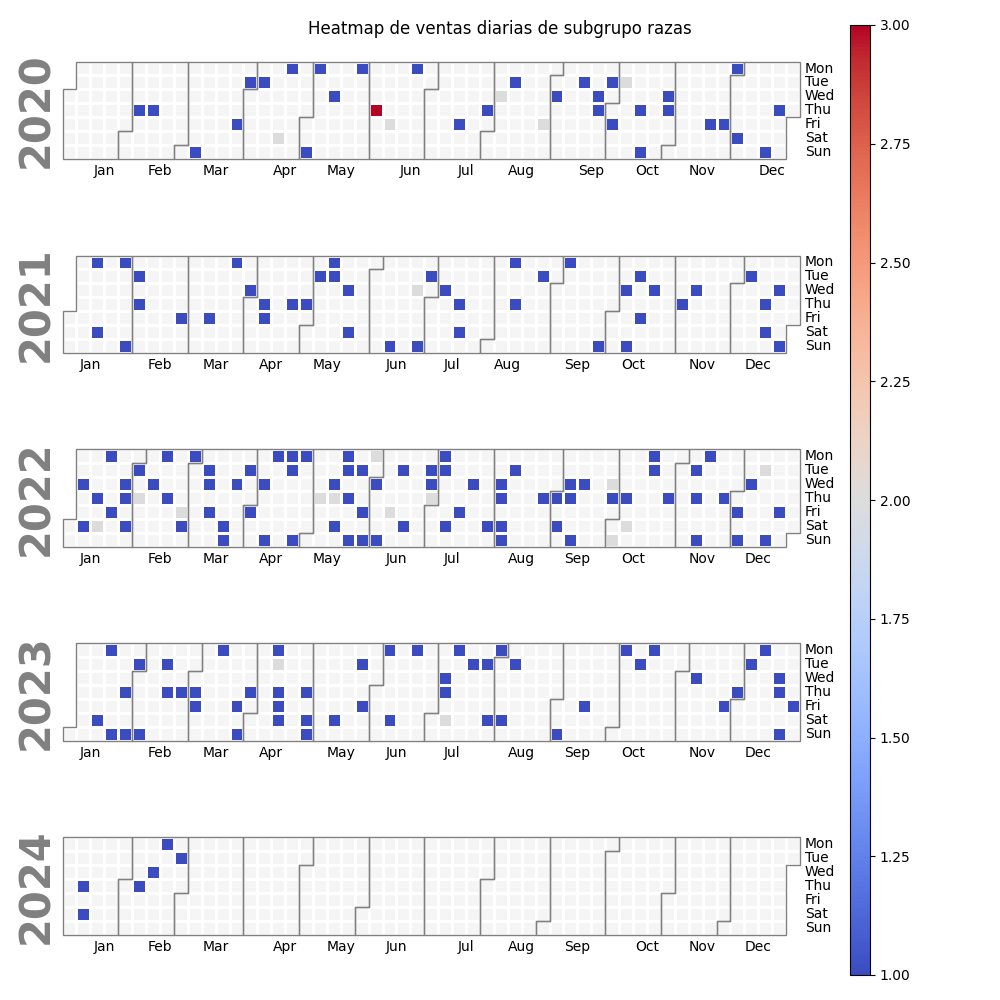 Heatmap de ventas diarias de subgrupo razas
2020
Mon
Tue
Wed
Thu
Fri
Sat
Sun
Jan Feb Mar Apr May Jun Jul Aug Sep Oct Nov Dec
2021
Mon
Tue
Wed
Thu
Fri
Sat
Sun
Jan Feb Mar Apr May Jun Jul Aug Sep Oct Nov Dec
2022
Mon
Tue
Wed
Thu
Fri
Sat
Sun
Jan Feb Mar Apr May Jun Jul Aug Sep Oct Nov Dec
2023
Mon
Tue
Wed
Thu
Fri
Sat
Sun
Jan Feb Mar Apr May Jun Jul Aug Sep Oct Nov Dec
2024
Mon
Tue
Wed
Thu
Fri
Sat
Sun
Jan Feb Mar Apr May Jun Jul Aug Sep Oct Nov Dec
3.00
2.75
2.50
2.25
2.00
1.75
1.50
1.25
1.00